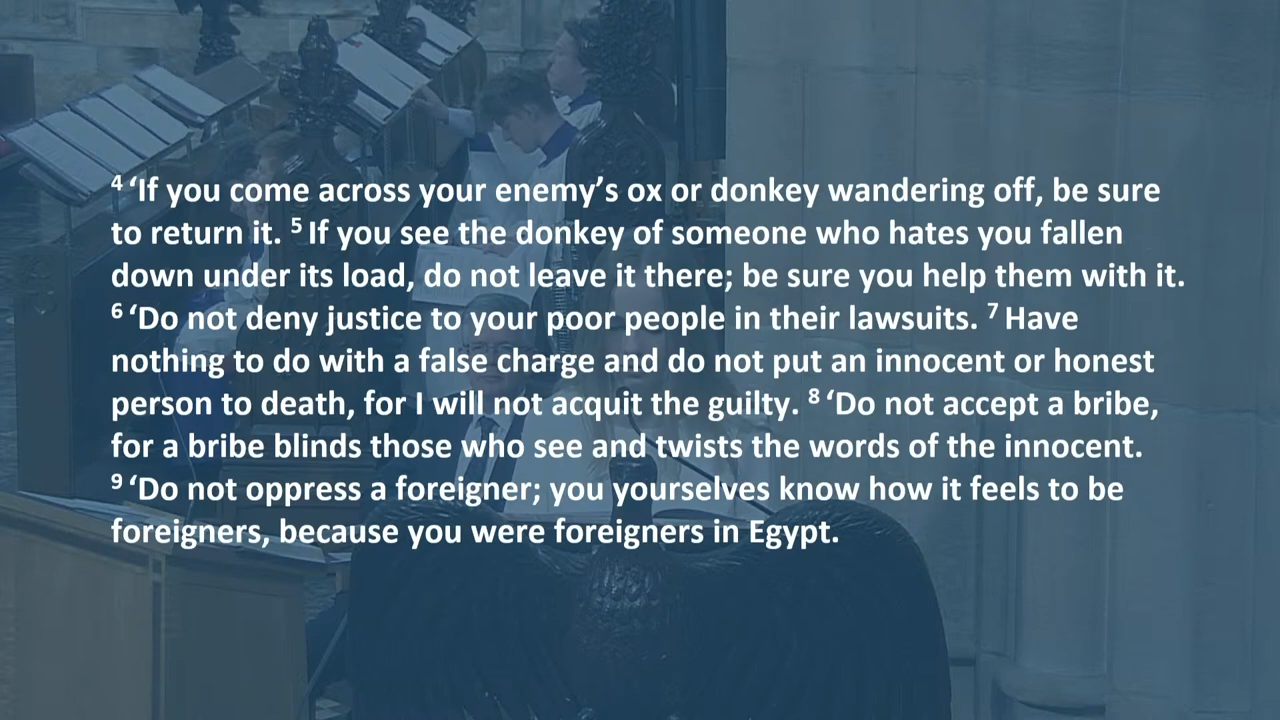 4 ‘If you come across your enemy’s ox or donkey wandering off, be sure
to return it. 5 If you see the donkey of someone who hates you fallen
down under its load, do not leave it there; be sure you help them with it.
6 ‘Do not deny justice to your poor people in their lawsuits. 7 Have
nothing to do with a false charge and do not put an innocent or honest
person to death, for I will not acquit the guilty. 8 ‘Do not accept a bribe,
for a bribe blinds those who see and twists the words of the innocent.
9 ‘Do not oppress a foreigner; you yourselves know how it feels to be
foreigners, because you were foreigners in Egypt.